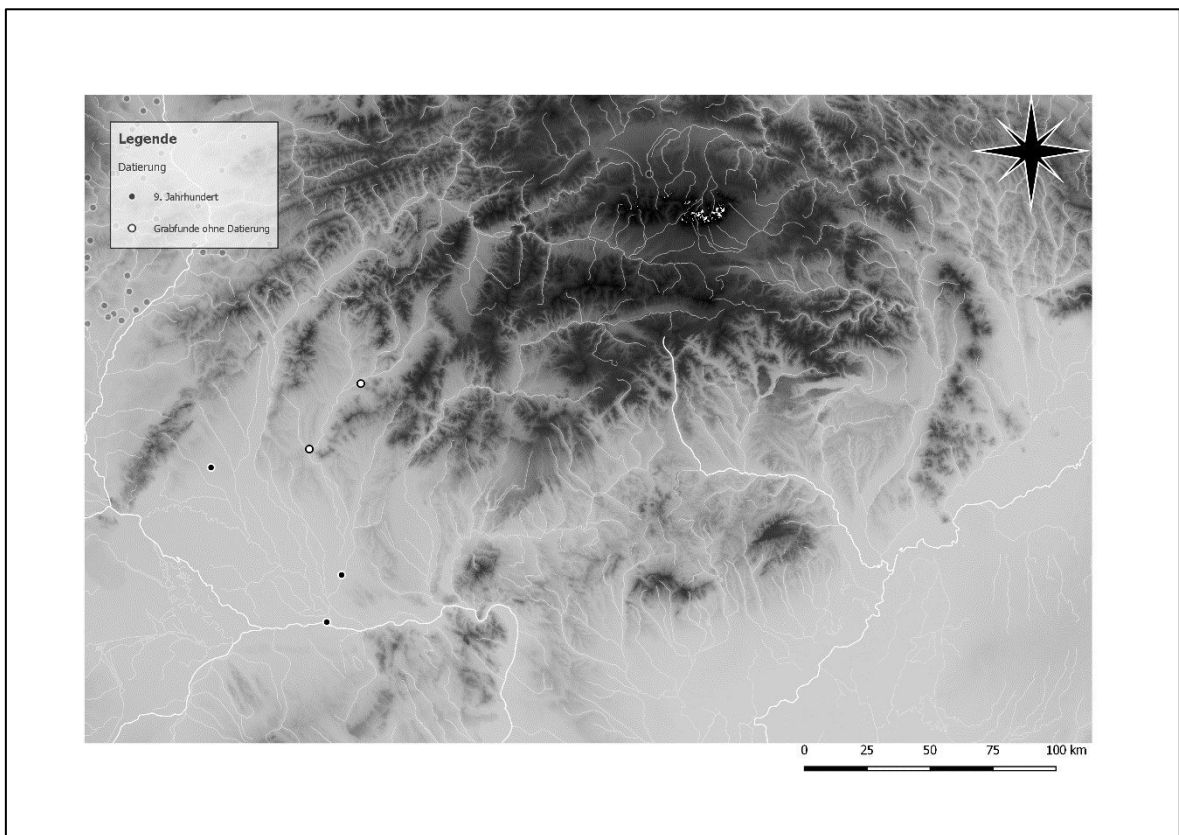 Legende
Datierung
9. Jahrhundert
Grabfunde ohne Datierung
0 25 50 75 100 km